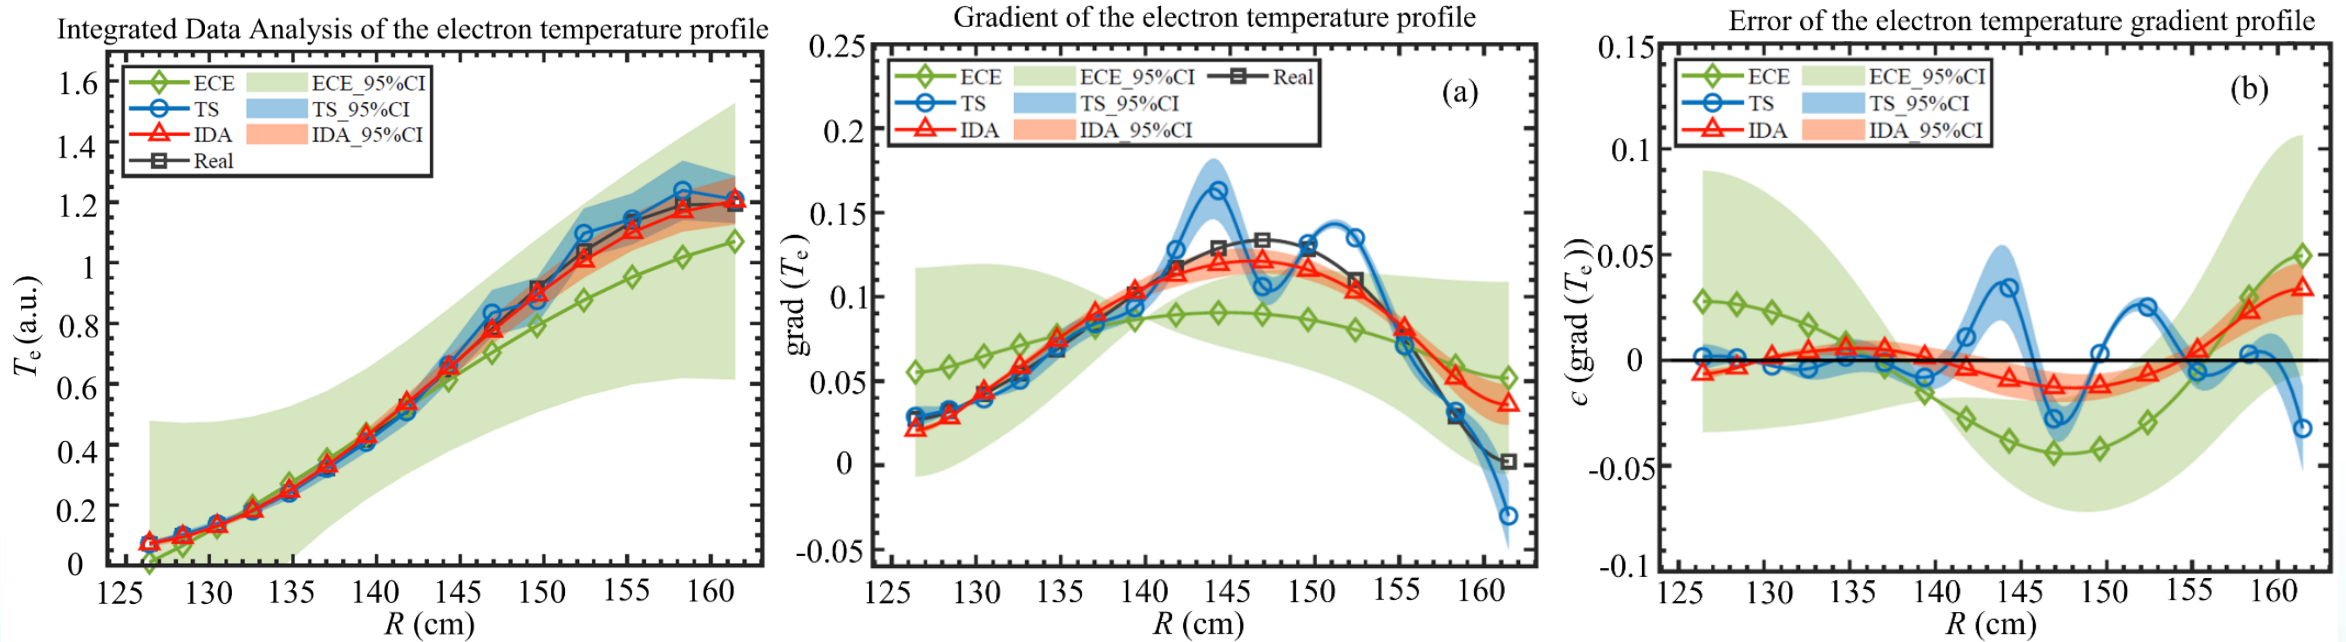 Integrated Data Analysis of the electron temperature profile
ECE ECE_95%CI
TS TS_95%CI
IDA IDA_95%CI
Real
1.6
1.4
1.2
1
0.8
0.6
0.4
0.2
0
Te (a.u.)
125 130 135 140 145 150 155 160
R (cm)
Gradient of the electron temperature profile
ECE ECE_95%CI Real
TS TS_95%CI
IDA IDA_95%CI
(a)
0.25
0.2
0.15
0.1
0.05
0
-0.05
grad (Te)
125 130 135 140 145 150 155 160
R (cm)
Error of the electron temperature gradient profile
ECE ECE_95%CI
TS TS_95%CI
IDA IDA_95%CI
(b)
0.15
0.1
0.05
0
-0.05
-0.1
ϵ (grad (Te))
125 130 135 140 145 150 155 160
R (cm)